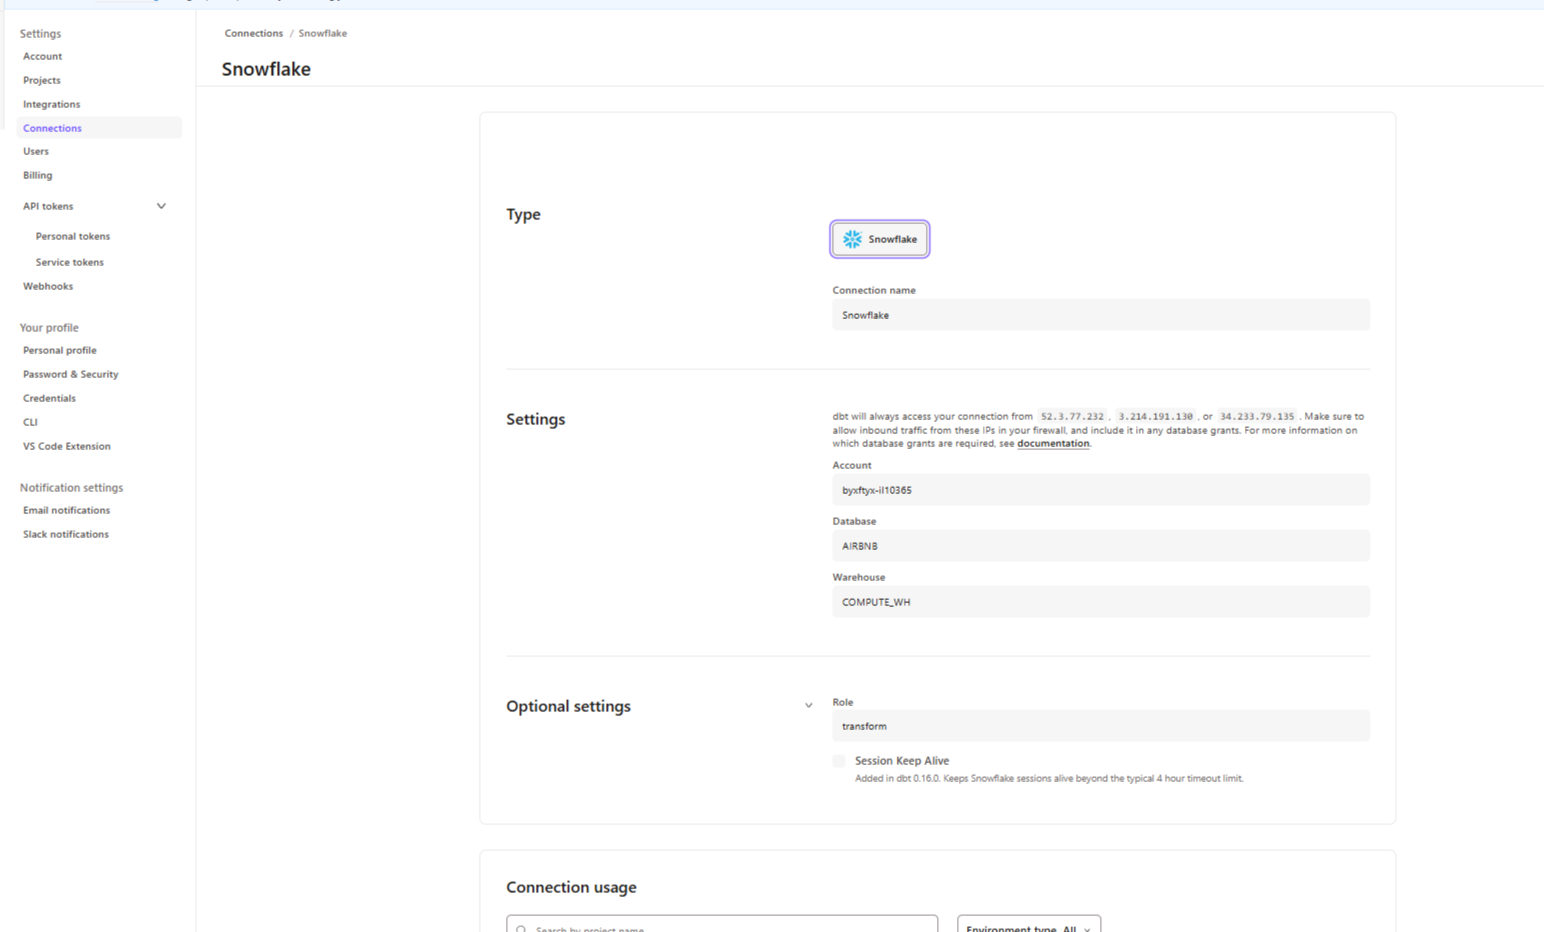 Settings
Account
Projects
Integrations
Connections
Users
Billing
API tokens
Personal tokens
Service tokens
Webhooks
Your profile
Personal profile
Password & Security
Credentials
CLI
VS Code Extension
Notification settings
Email notifications
Slack notifications
Connections / Snowflake
Snowflake
Type
Snowflake
Connection name
Snowflake
Settings
dbt will always access your connection from 52.3.77.232 , 3.214.191.130 , or 34.233.79.135 . Make sure to
allow inbound traffic from these IPs in your firewall, and include it in any database grants. For more information on
which database grants are required, see documentation.
Account
byxftyx-il10365
Database
AIRBNB
Warehouse
COMPUTE_WH
Optional settings
Role
transform
Session Keep Alive
Added in dbt 0.16.0. Keeps Snowflake sessions alive beyond the typical 4 hour timeout limit.
Connection usage
Search by project name
Environment type All